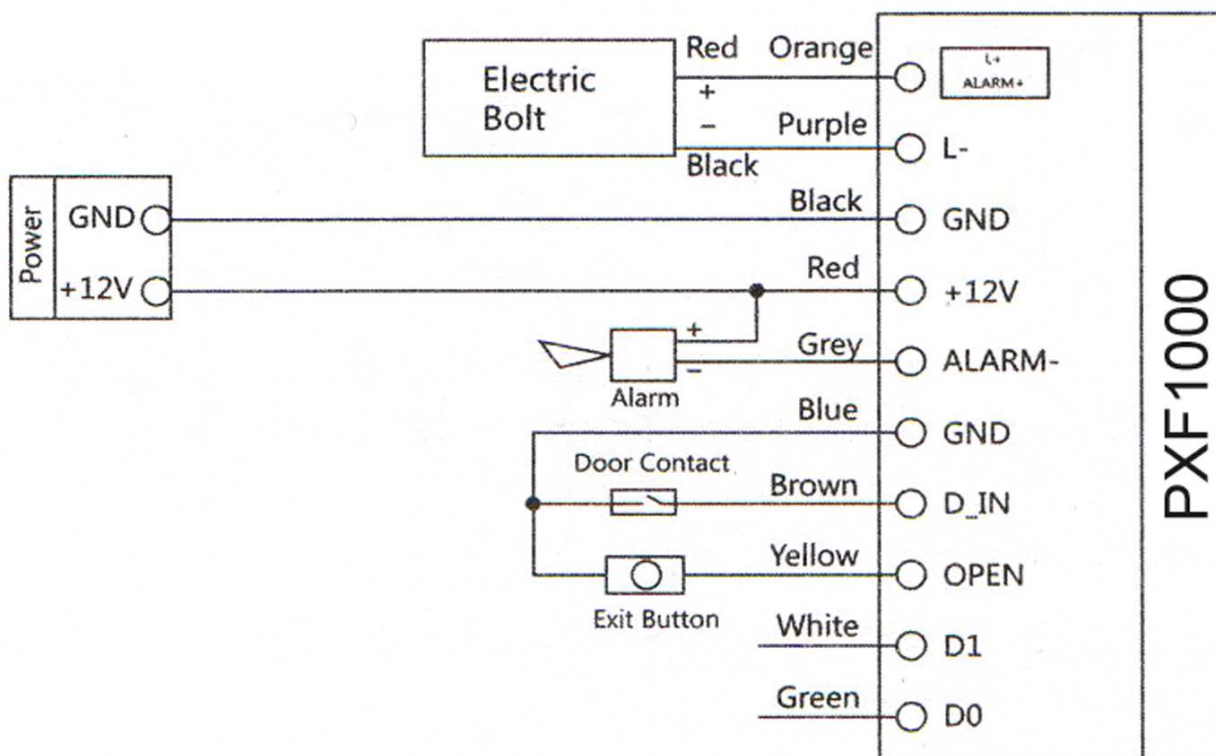 Electric
Bolt
Red Orange
+
−
Purple
Black
L+
ALARM+
L-
Power
GND
Black
GND
+12V
Red
+12V
+
−
Grey
ALARM-
Alarm
Blue
GND
Door Contact
Brown
D_IN
Yellow
OPEN
Exit Button
White
D1
Green
D0
PXF1000